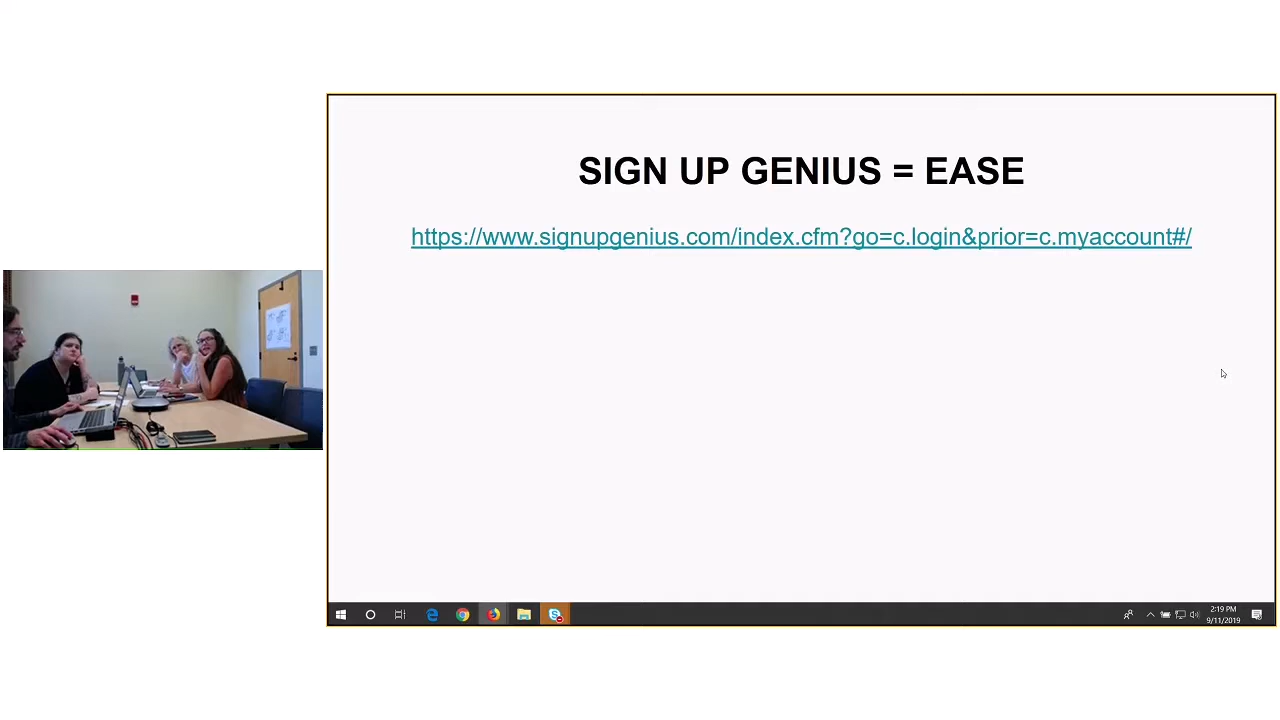 SIGN UP GENIUS = EASE
https://www.signupgenius.com/index.cfm?go=c.login&prior=c.myaccount#/
2:19 PM
9/11/2019